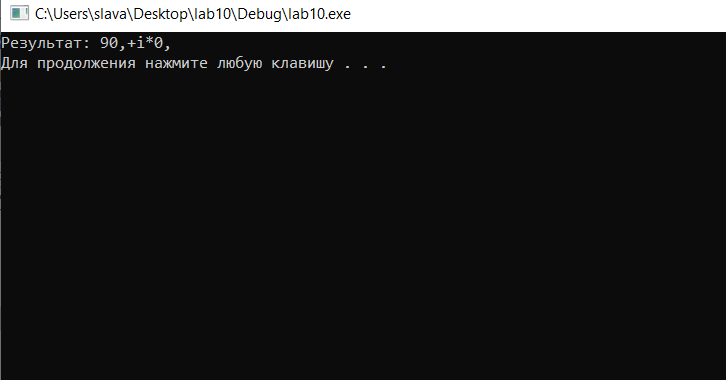 C:\Users\slava\Desktop\lab10\Debug\lab10.exe
Результат: 90,+i*0,
Для продолжения нажмите любую клавишу . . .